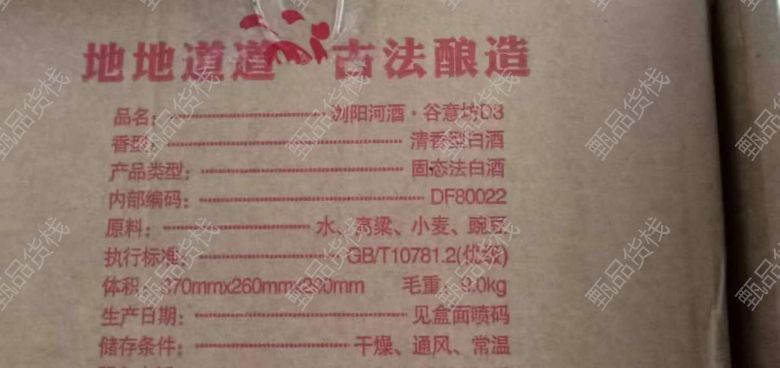 地地道道 古法酿造
品名：浏阳河酒·谷意坊D3
香型：清香型白酒
产品类型：固态法白酒
内部编码：DF80022
原料：水、高粱、小麦、豌豆
执行标准：GB/T10781.2(优级)
体积：370mmx260mmx290mm 毛重：9.0kg
生产日期：见盒面喷码
储存条件：干燥、通风、常温
甄品货栈